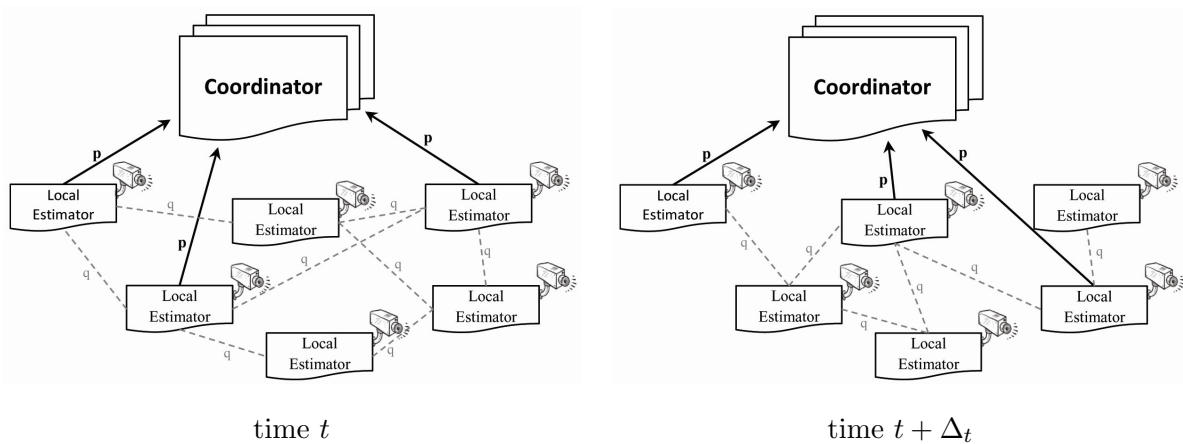 Coordinator
p
p
Local
Estimator
q
Local
Estimator
q
Local
Estimator
p
q
q
q
q
Local
Estimator
Local
Estimator
q
Local
Estimator
q
time t
Coordinator
p
p
p
Local
Estimator
Local
Estimator
Local
Estimator
q
q
q
q
q
Local
Estimator
Local
Estimator
q
Local
Estimator
time t + Δt